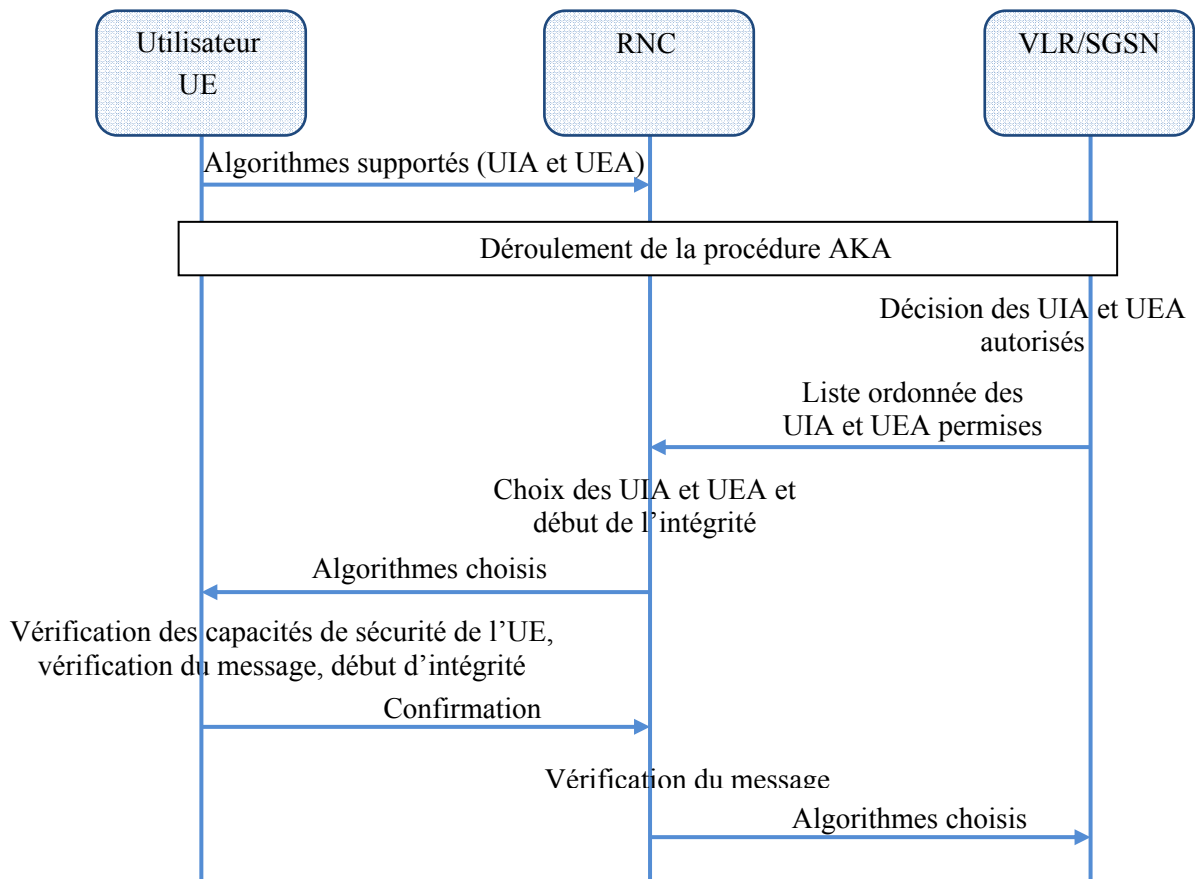 Utilisateur
UE
RNC
VLR/SGSN
Algorithmes supportés (UIA et UEA)
Déroulement de la procédure AKA
Décision des UIA et UEA
autorisés
Liste ordonnée des
UIA et UEA permises
Choix des UIA et UEA et
début de l’intégrité
Algorithmes choisis
Vérification des capacités de sécurité de l’UE,
vérification du message, début d’intégrité
Confirmation
Vérification du message
Algorithmes choisis